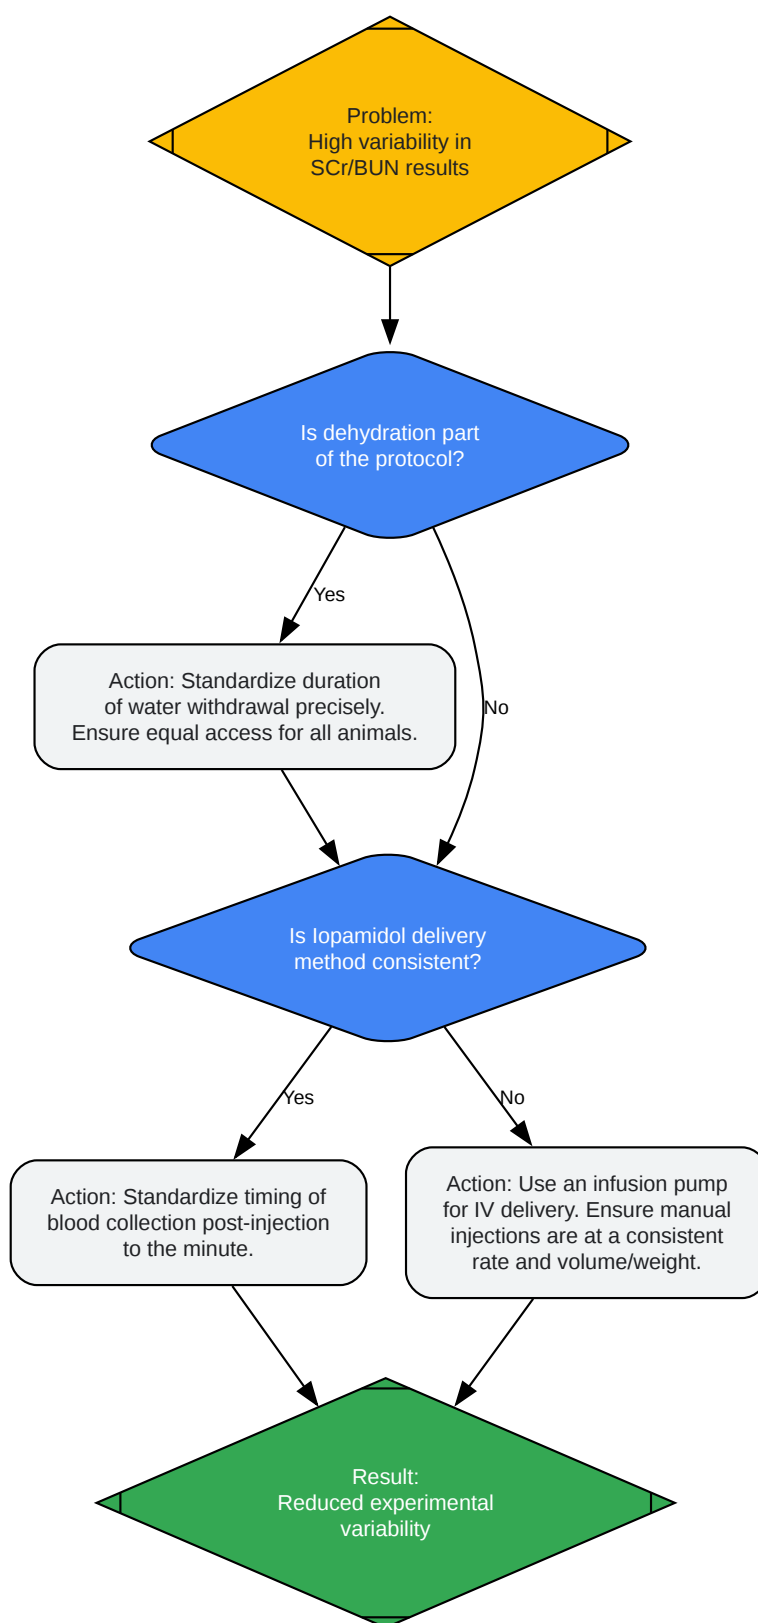 Problem:
High variability in
SCr/BUN results
Is dehydration part
of the protocol?
Yes
Action: Standardize duration
of water withdrawal precisely.
Ensure equal access for all animals.
No
Is Iopamidol delivery
method consistent?
Yes
No
Action: Standardize timing of
blood collection post-injection
to the minute.
Action: Use an infusion pump
for IV delivery. Ensure manual
injections are at a consistent
rate and volume/weight.
Result:
Reduced experimental
variability